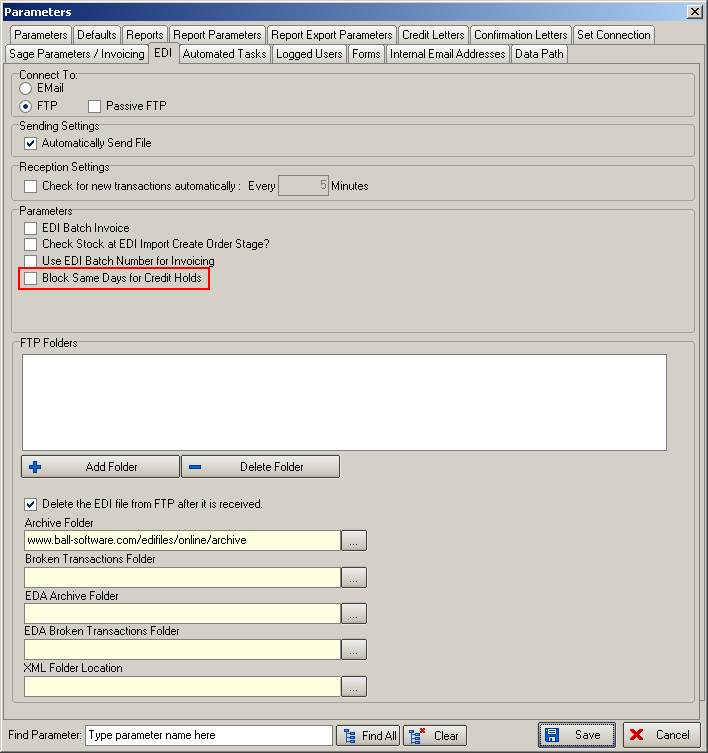 Parameters
Parameters Defaults Reports Report Parameters Report Export Parameters Credit Letters Confirmation Letters Set Connection
Sage Parameters / Invoicing EDI Automated Tasks Logged Users Forms Internal Email Addresses Data Path
Connect To:
EMail
FTP Passive FTP
Sending Settings
Automatically Send File
Reception Settings
Check for new transactions automatically : Every 5 Minutes
Parameters
EDI Batch Invoice
Check Stock at EDI Import Create Order Stage?
Use EDI Batch Number for Invoicing
Block Same Days for Credit Holds
FTP Folders
Add Folder Delete Folder
Delete the EDI file from FTP after it is received.
Archive Folder
www.ball-software.com/edifiles/online/archive ...
Broken Transactions Folder
...
EDA Archive Folder
...
EDA Broken Transactions Folder
...
XML Folder Location
...
Find Parameter: Type parameter name here Find All Clear Save Cancel